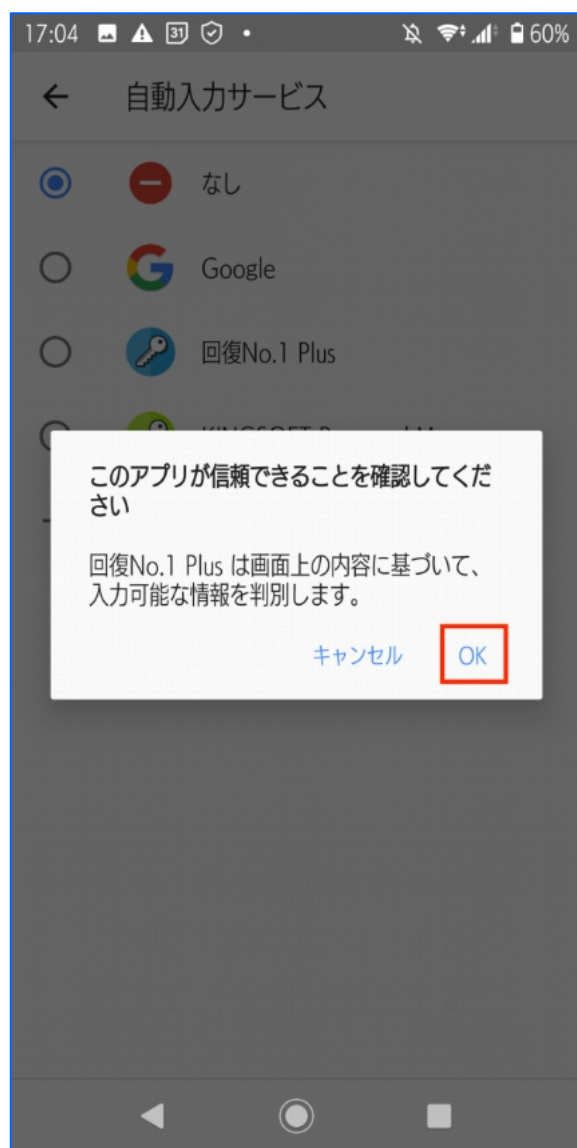 17:04
31
60%
自動入力サービス
なし
Google
回復No.1 Plus
このアプリが信頼できることを確認してくだ
さい
回復No.1 Plus は画面上の内容に基づいて、
入力可能な情報を判別します。
キャンセル
OK